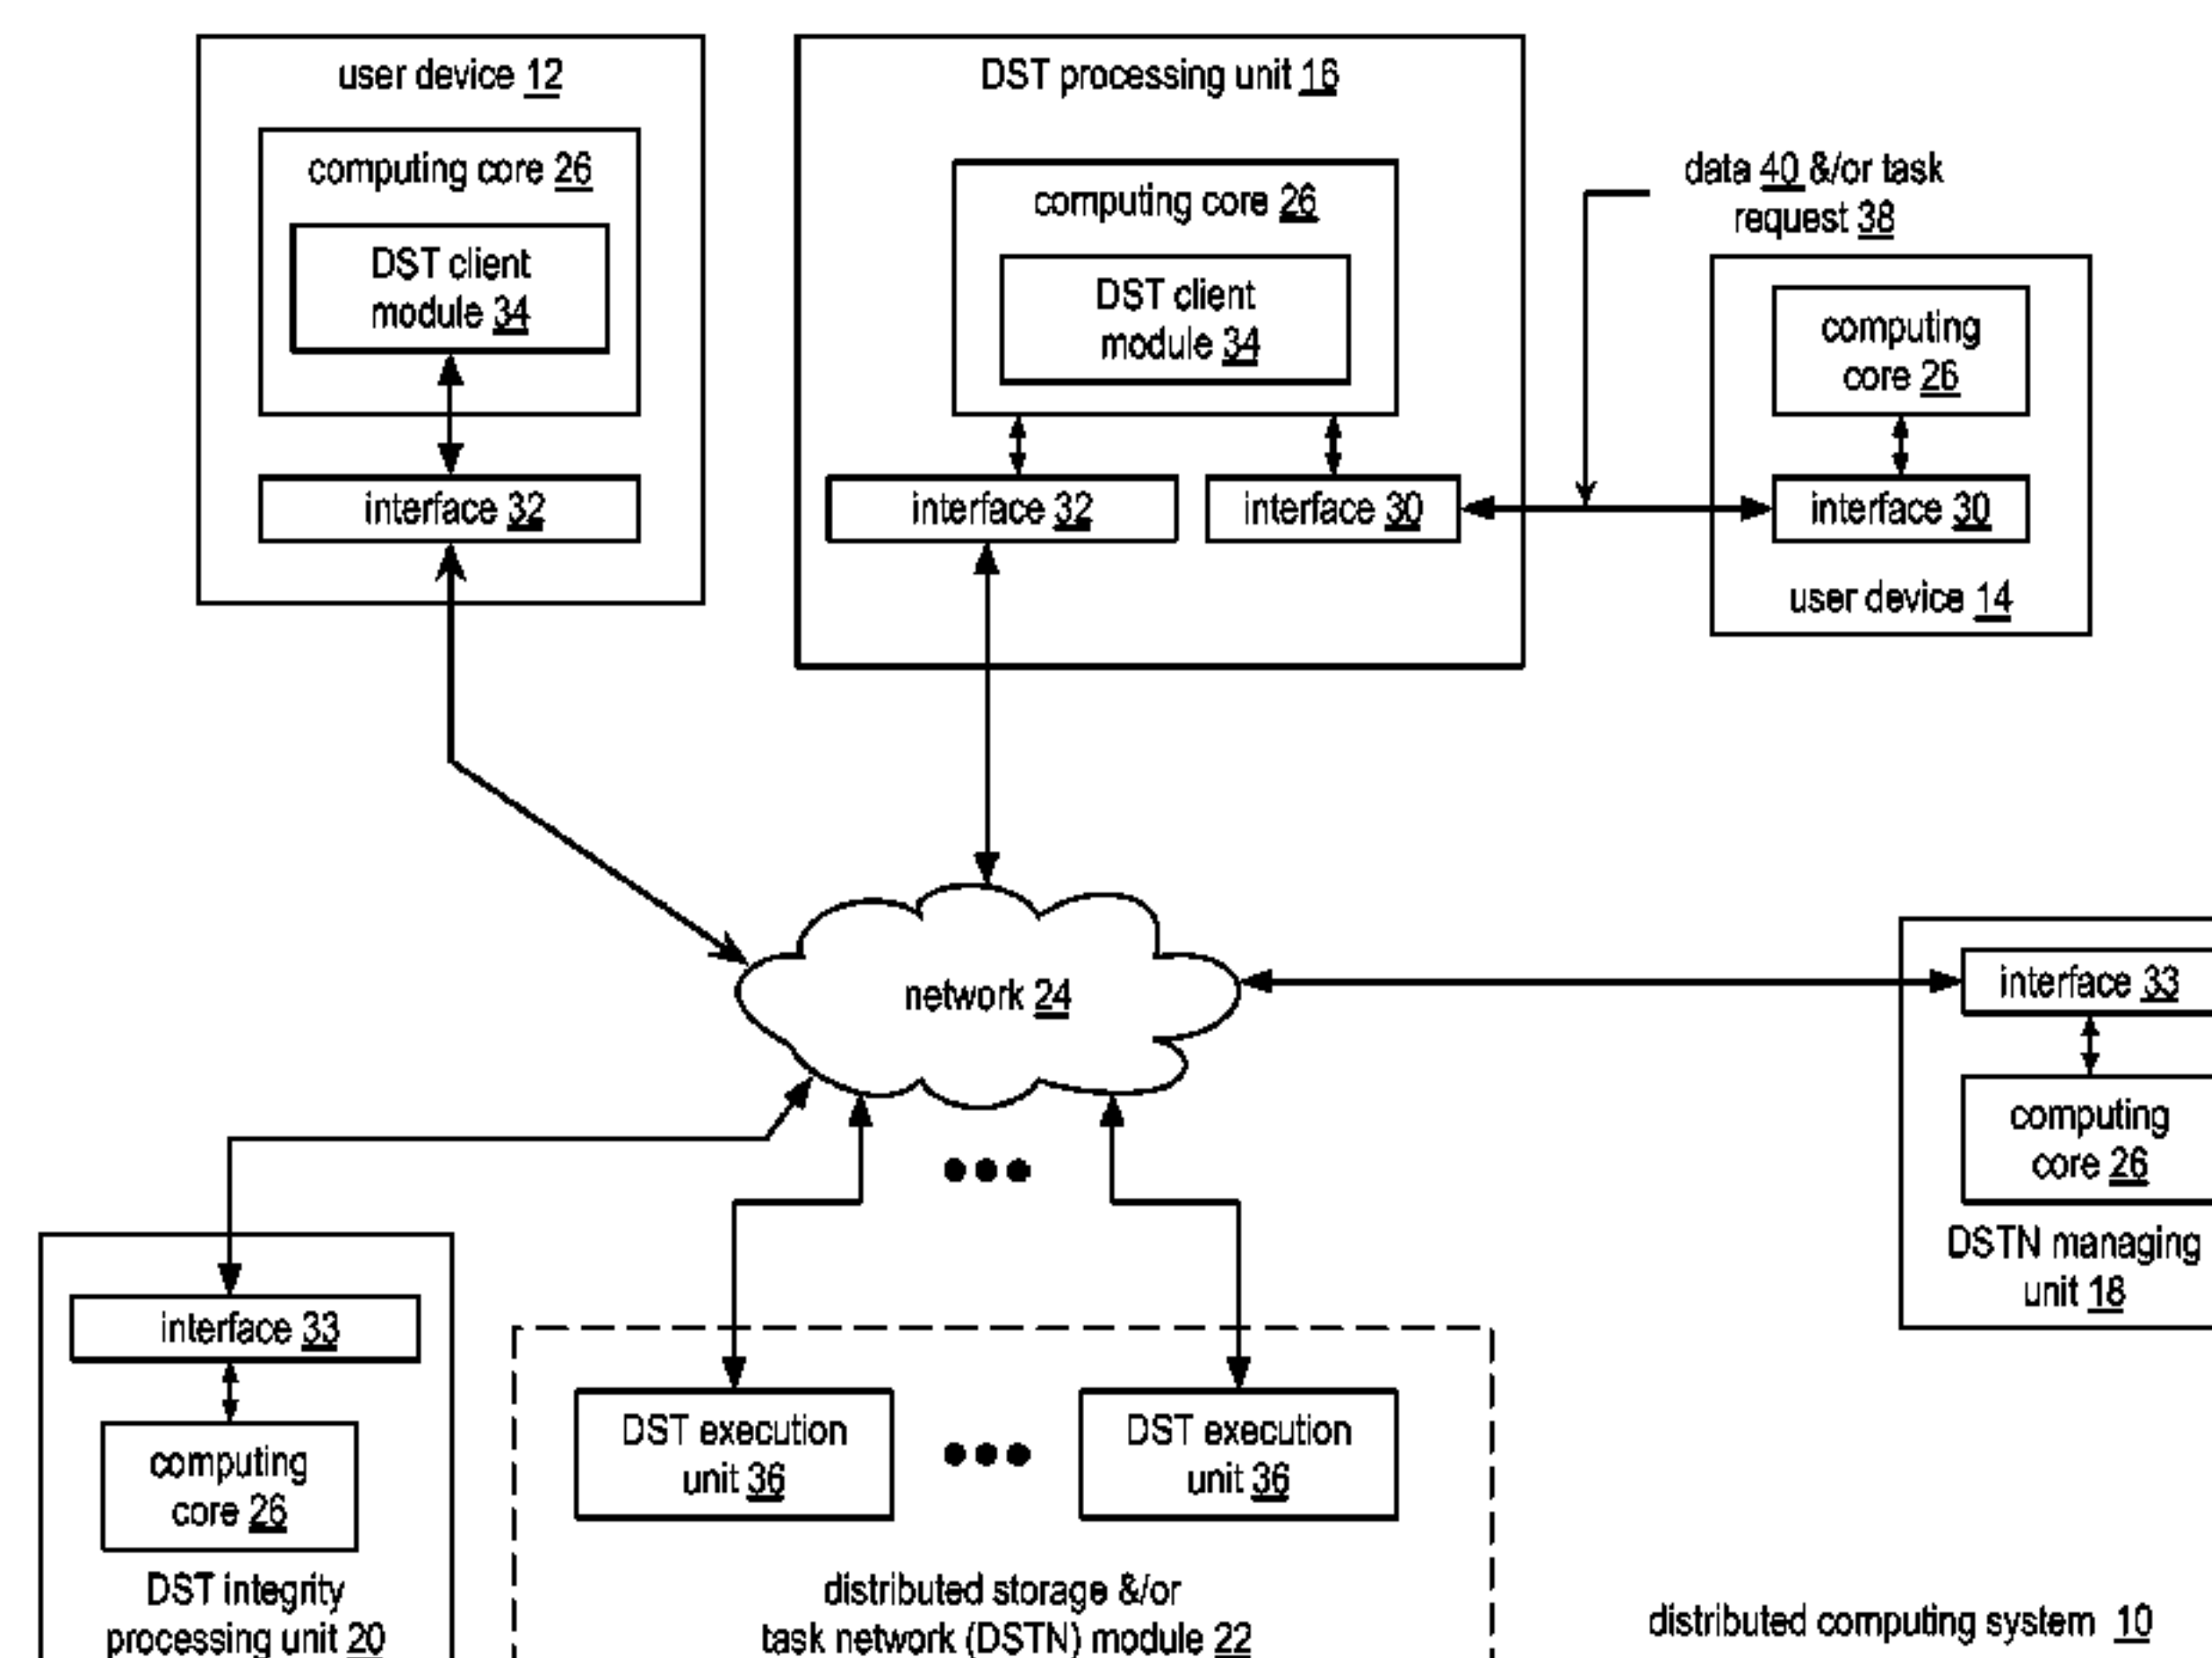 user device 12
computing core 26
DST client
module 34
interface 32
DST processing unit 16
computing core 26
DST client
module 34
interface 32
interface 30
data 40 &/or task
request 38
computing
core 26
interface 30
user device 14
network 24
interface 33
computing
core 26
DSTN managing
unit 18
interface 33
computing
core 26
DST integrity
processing unit 20
DST execution
unit 36
DST execution
unit 36
distributed storage &/or
task network (DSTN) module 22
distributed computing system 10